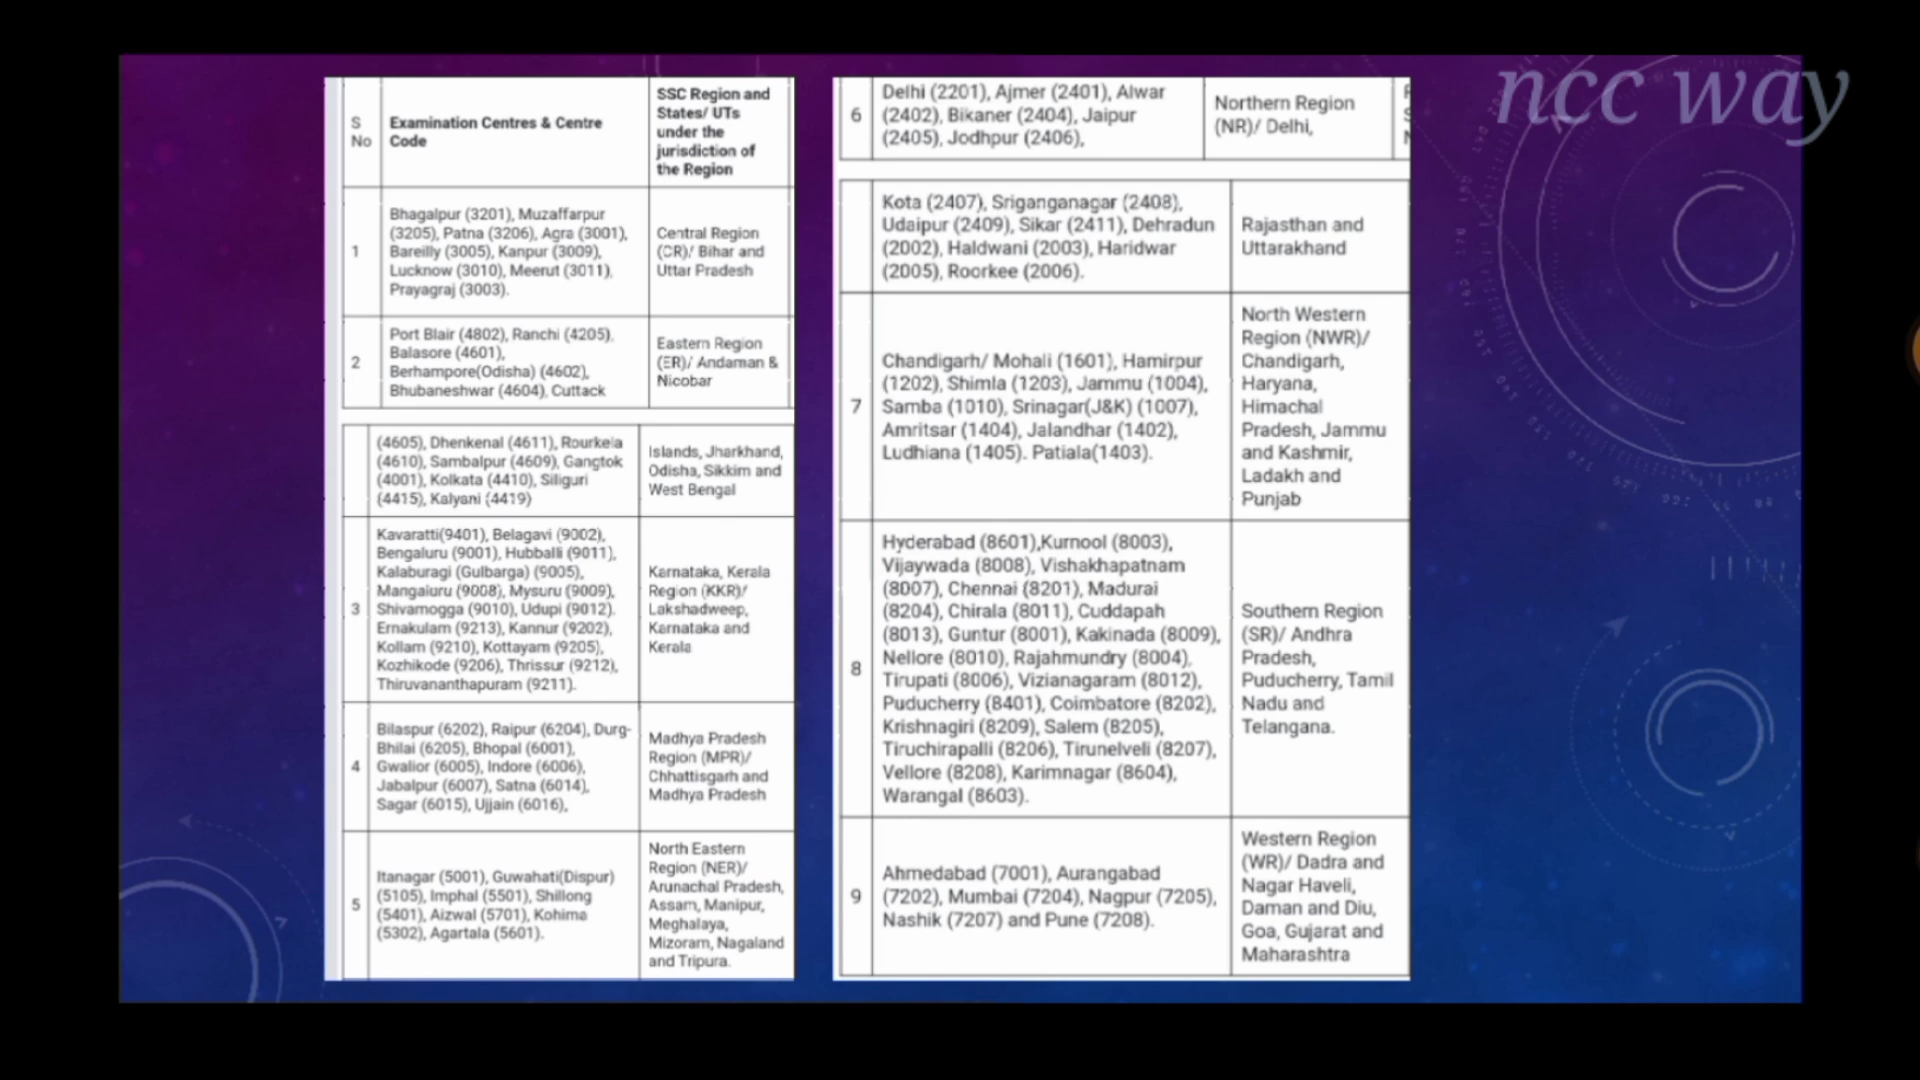 ncc way
S No
Examination Centres & Centre
Code
SSC Region and
States/ UTs
under the
jurisdiction of
the Region
1
Bhagalpur (3201), Muzaffarpur
(3205), Patna (3206), Agra (3001),
Bareilly (3005), Kanpur (3009),
Lucknow (3010), Meerut (3011),
Prayagraj (3003).
Central Region
(CR)/ Bihar and
Uttar Pradesh
2
Port Blair (4802), Ranchi (4205),
Balasore (4601),
Berhampore(Odisha) (4602),
Bhubaneshwar (4604), Cuttack
Eastern Region
(ER)/ Andaman &
Nicobar
(4605), Dhenkenal (4611), Rourkela
(4610), Sambalpur (4609), Gangtok
(4001), Kolkata (4410), Siliguri
(4415), Kalyani (4419)
Islands, Jharkhand,
Odisha, Sikkim and
West Bengal
3
Kavaratti(9401), Belagavi (9002),
Bengaluru (9001), Hubballi (9011),
Kalaburagi (Gulbarga) (9005),
Mangaluru (9008), Mysuru (9009),
Shivamogga (9010), Udupi (9012).
Ernakulam (9213), Kannur (9202),
Kollam (9210), Kottayam (9205),
Kozhikode (9206), Thrissur (9212),
Thiruvananthapuram (9211).
Karnataka, Kerala
Region (KKR)/
Lakshadweep,
Karnataka and
Kerala
4
Bilaspur (6202), Raipur (6204), Durg-
Bhilai (6205), Bhopal (6001),
Gwalior (6005), Indore (6006),
Jabalpur (6007), Satna (6014),
Sagar (6015), Ujjain (6016),
Madhya Pradesh
Region (MPR)/
Chhattisgarh and
Madhya Pradesh
5
Itanagar (5001), Guwahati(Dispur)
(5105), Imphal (5501), Shillong
(5401), Aizwal (5701), Kohima
(5302), Agartala (5601).
North Eastern
Region (NER)/
Arunachal Pradesh,
Assam, Manipur,
Meghalaya,
Mizoram, Nagaland
and Tripura.
6
Delhi (2201), Ajmer (2401), Alwar
(2402), Bikaner (2404), Jaipur
(2405), Jodhpur (2406),
Northern Region
(NR)/ Delhi,
Kota (2407), Sriganganagar (2408),
Udaipur (2409), Sikar (2411), Dehradun
(2002), Haldwani (2003), Haridwar
(2005), Roorkee (2006).
Rajasthan and
Uttarakhand
7
Chandigarh/ Mohali (1601), Hamirpur
(1202), Shimla (1203), Jammu (1004),
Samba (1010), Srinagar(J&K) (1007),
Amritsar (1404), Jalandhar (1402),
Ludhiana (1405). Patiala(1403).
North Western
Region (NWR)/
Chandigarh,
Haryana,
Himachal
Pradesh, Jammu
and Kashmir,
Ladakh and
Punjab
8
Hyderabad (8601),Kurnool (8003),
Vijaywada (8008), Vishakhapatnam
(8007), Chennai (8201), Madurai
(8204), Chirala (8011), Cuddapah
(8013), Guntur (8001), Kakinada (8009),
Nellore (8010), Rajahmundry (8004),
Tirupati (8006), Vizianagaram (8012),
Puducherry (8401), Coimbatore (8202),
Krishnagiri (8209), Salem (8205),
Tiruchirapalli (8206), Tirunelveli (8207),
Vellore (8208), Karimnagar (8604),
Warangal (8603).
Southern Region
(SR)/ Andhra
Pradesh,
Puducherry, Tamil
Nadu and
Telangana.
9
Ahmedabad (7001), Aurangabad
(7202), Mumbai (7204), Nagpur (7205),
Nashik (7207) and Pune (7208).
Western Region
(WR)/ Dadra and
Nagar Haveli,
Daman and Diu,
Goa, Gujarat and
Maharashtra